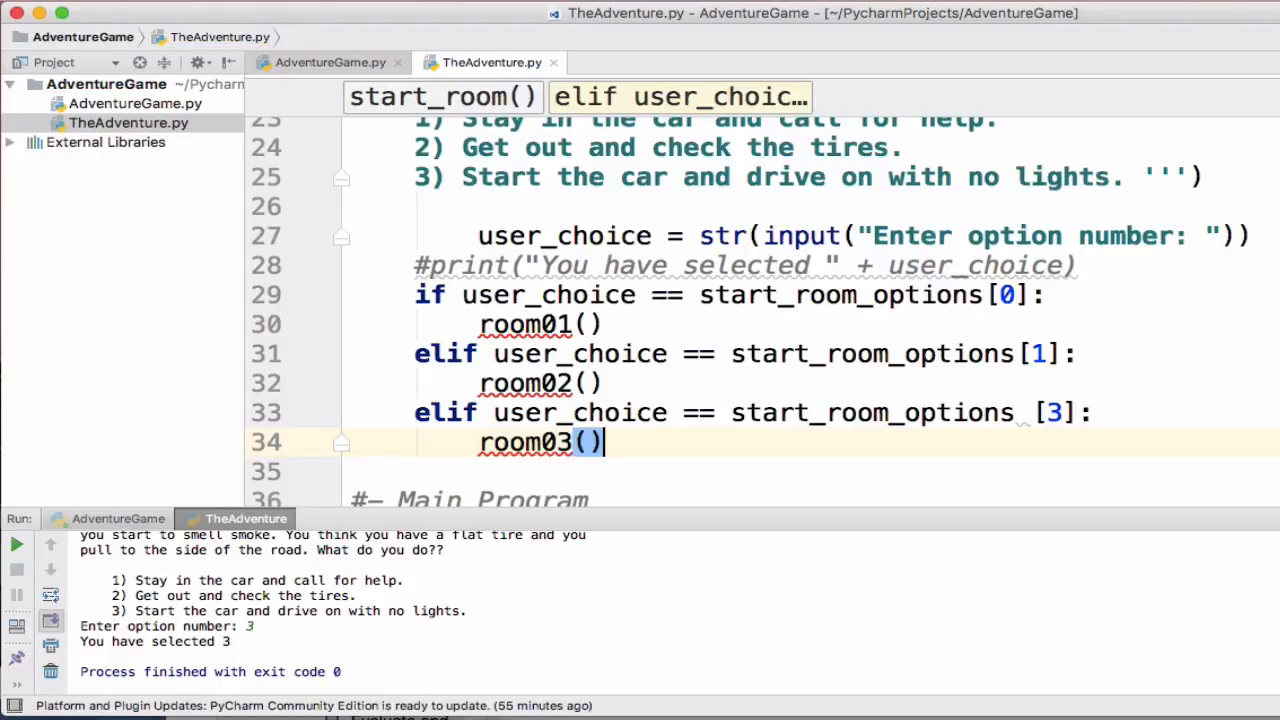 TheAdventure.py - AdventureGame - [~/PycharmProjects/AdventureGame]
AdventureGame TheAdventure.py
Project
AdventureGame.py TheAdventure.py
AdventureGame ~/Pycharm
AdventureGame.py
TheAdventure.py
External Libraries
start_room() elif user_choic…
23 1) Stay in the car and call for help.
24 2) Get out and check the tires.
25 3) Start the car and drive on with no lights. ''')
26
27 user_choice = str(input("Enter option number: "))
28 #print("You have selected " + user_choice)
29 if user_choice == start_room_options[0]:
30 room01()
31 elif user_choice == start_room_options[1]:
32 room02()
33 elif user_choice == start_room_options [3]:
34 room03()
35
36 #— Main Program
Run: AdventureGame TheAdventure
you start to smell smoke. You think you have a flat tire and you
pull to the side of the road. What do you do??
1) Stay in the car and call for help.
2) Get out and check the tires.
3) Start the car and drive on with no lights.
Enter option number: 3
You have selected 3
Process finished with exit code 0
Platform and Plugin Updates: PyCharm Community Edition is ready to update. (55 minutes ago)